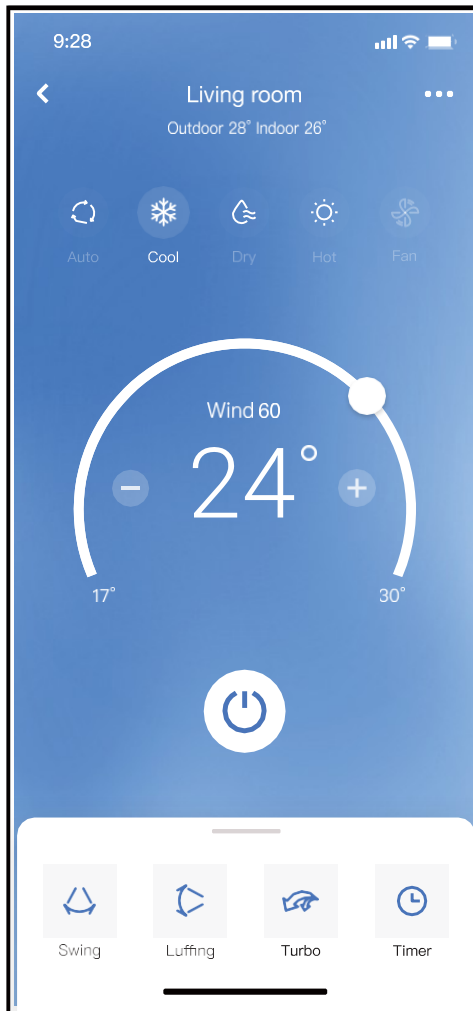 9:28
Living room
Outdoor 28° Indoor 26°
Auto Cool Dry Hot Fan
Wind 60
24°
17° 30°
Swing Luffing Turbo Timer